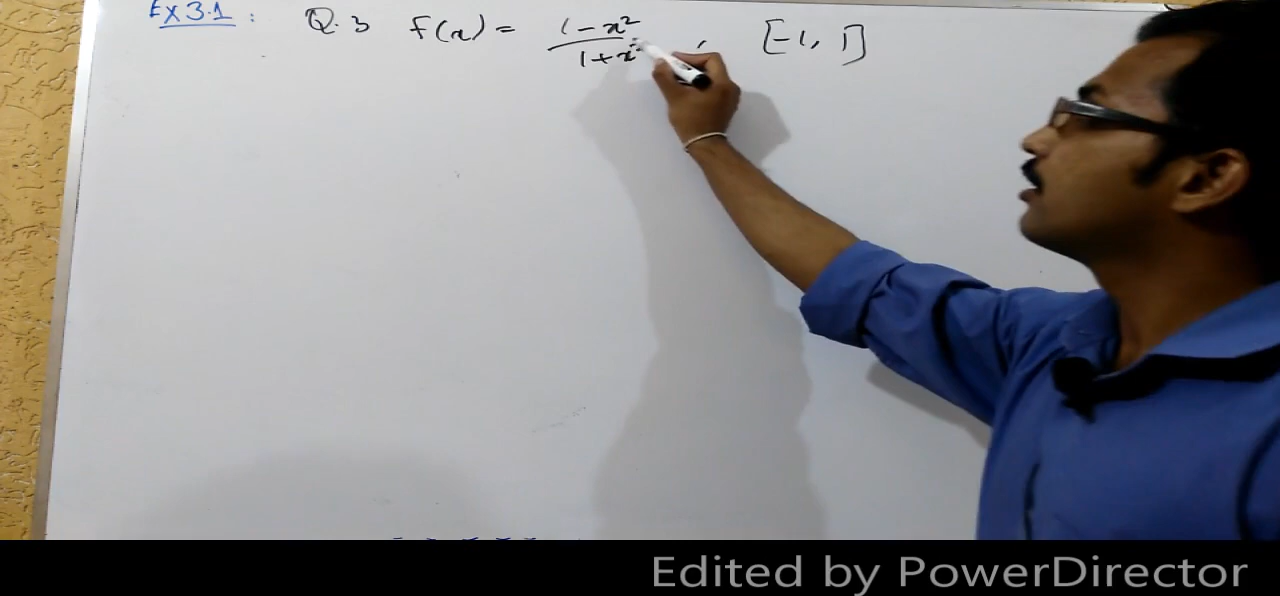 Ex 3.1 : Q.3 f(x) = (1-x²)/(1+x²) , [-1, 1]
Edited by PowerDirector